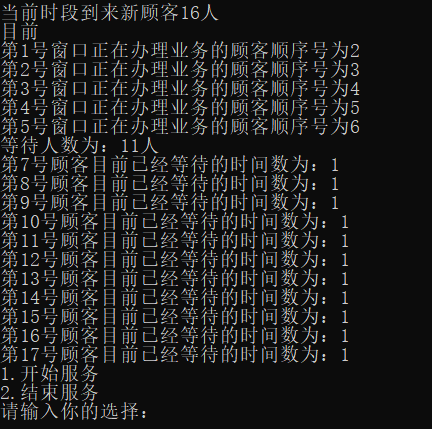 当前时段到来新顾客16人
目前
第1号窗口正在办理业务的顾客顺序号为2
第2号窗口正在办理业务的顾客顺序号为3
第3号窗口正在办理业务的顾客顺序号为4
第4号窗口正在办理业务的顾客顺序号为5
第5号窗口正在办理业务的顾客顺序号为6
等待人数为：11人
第7号顾客目前已经等待的时间数为：1
第8号顾客目前已经等待的时间数为：1
第9号顾客目前已经等待的时间数为：1
第10号顾客目前已经等待的时间数为：1
第11号顾客目前已经等待的时间数为：1
第12号顾客目前已经等待的时间数为：1
第13号顾客目前已经等待的时间数为：1
第14号顾客目前已经等待的时间数为：1
第15号顾客目前已经等待的时间数为：1
第16号顾客目前已经等待的时间数为：1
第17号顾客目前已经等待的时间数为：1
1.开始服务
2.结束服务
请输入你的选择：